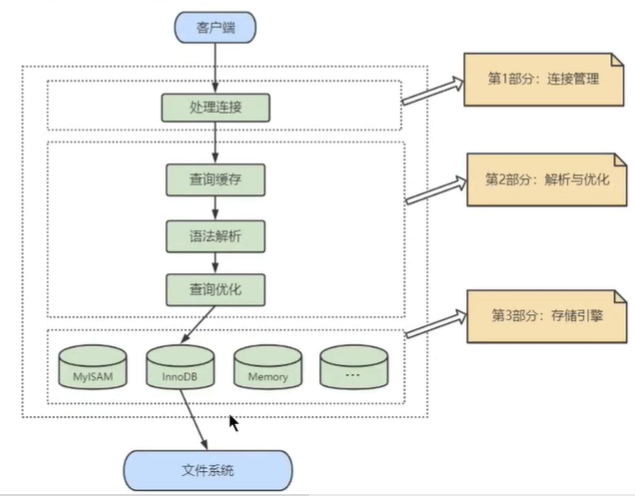 客户端
处理连接
第1部分：连接管理
查询缓存
语法解析
查询优化
第2部分：解析与优化
MyISAM
InnoDB
Memory
...
第3部分：存储引擎
文件系统